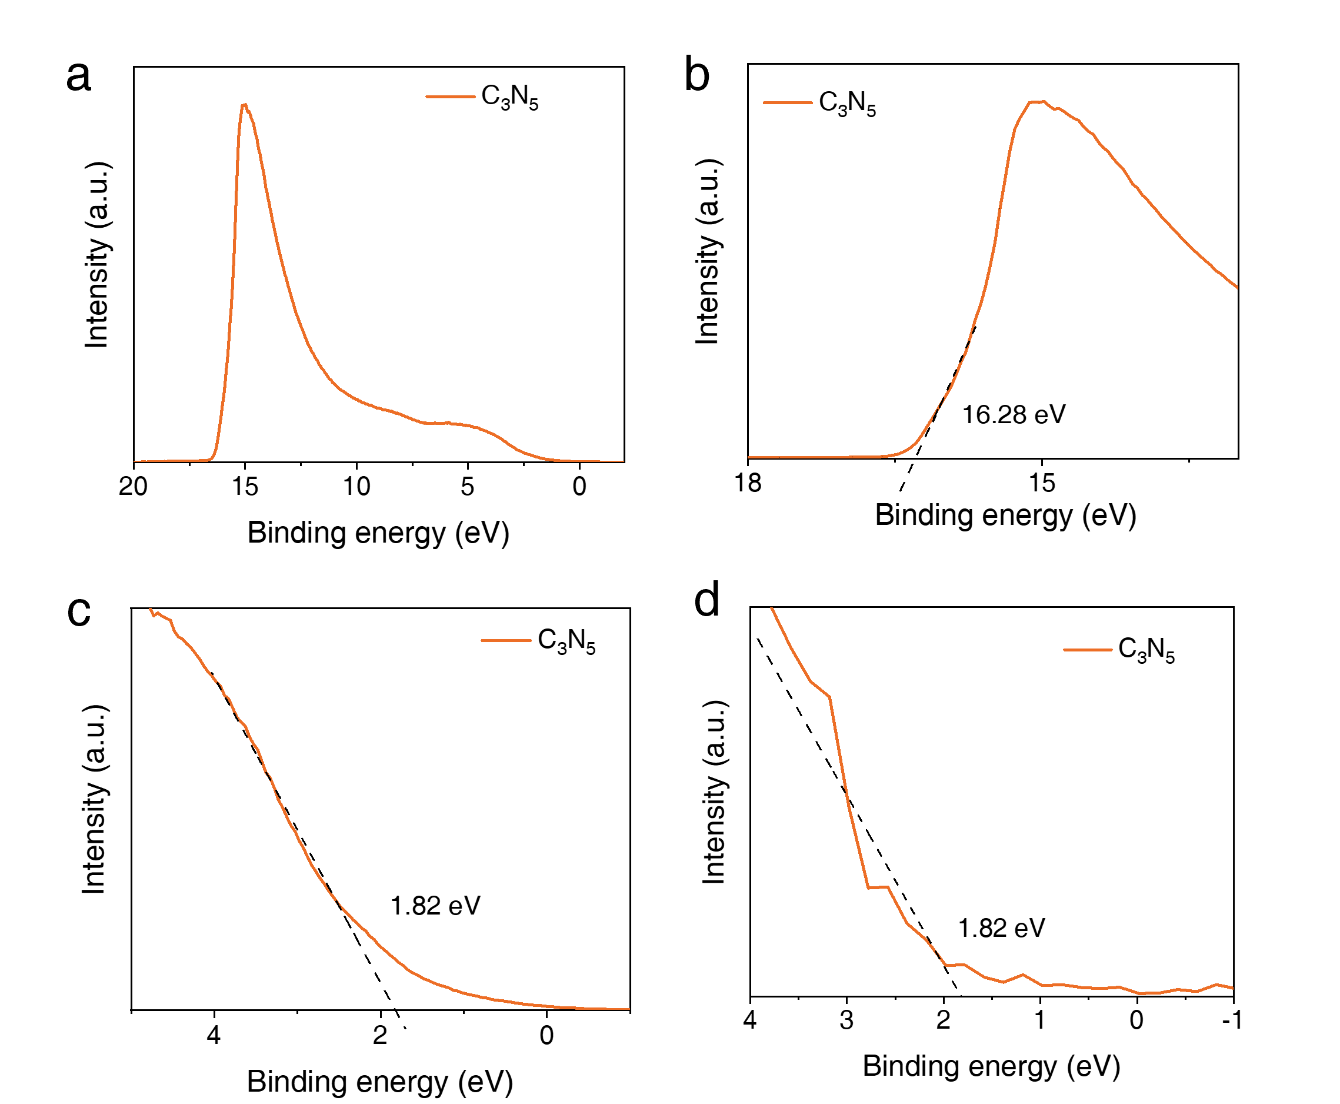 a
C₃N₅
Intensity (a.u.)
20 15 10 5 0
Binding energy (eV)
b
C₃N₅
Intensity (a.u.)
16.28 eV
18 15
Binding energy (eV)
c
C₃N₅
Intensity (a.u.)
1.82 eV
4 2 0
Binding energy (eV)
d
C₃N₅
Intensity (a.u.)
1.82 eV
4 3 2 1 0 -1
Binding energy (eV)